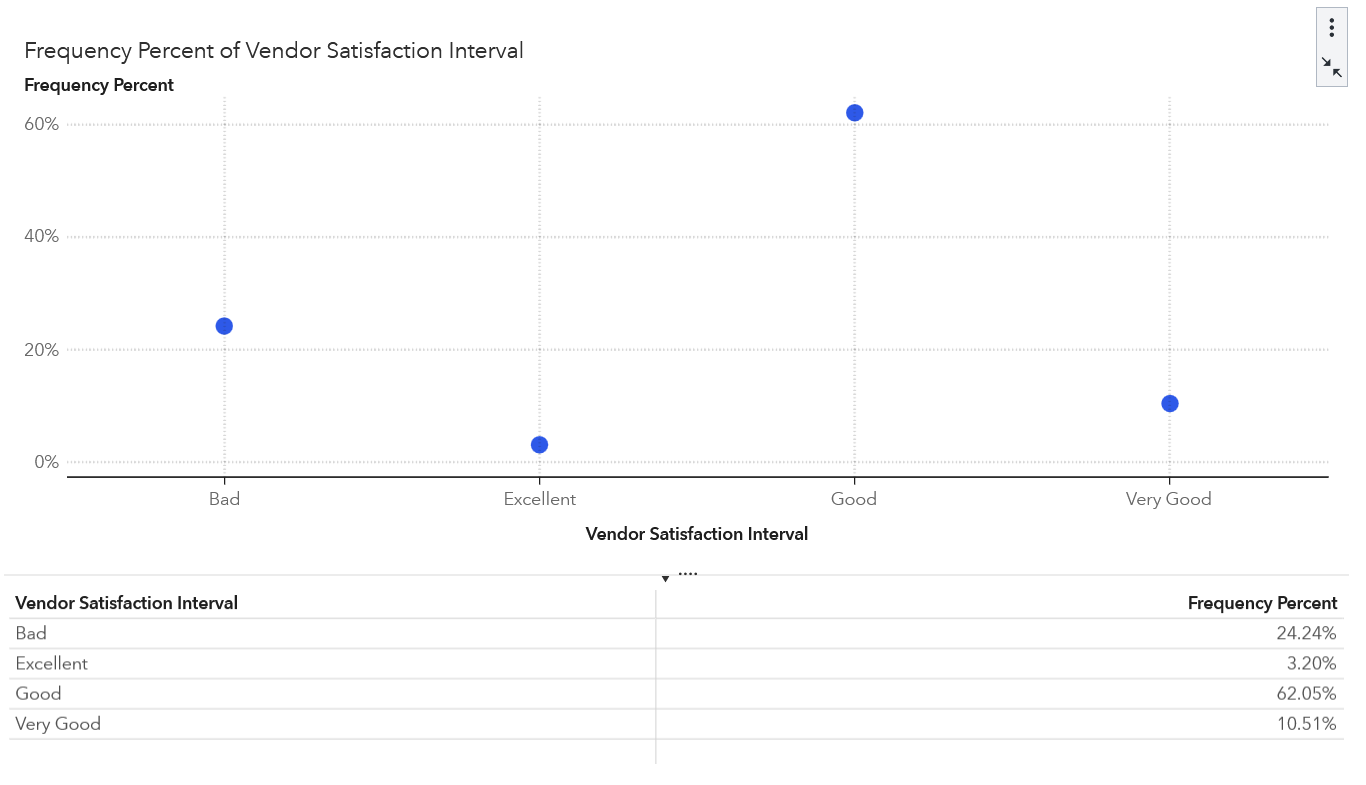 Frequency Percent of Vendor Satisfaction Interval
Frequency Percent
60%
40%
20%
0%
Bad Excellent Good Very Good
Vendor Satisfaction Interval
Vendor Satisfaction Interval Frequency Percent
Bad 24.24%
Excellent 3.20%
Good 62.05%
Very Good 10.51%